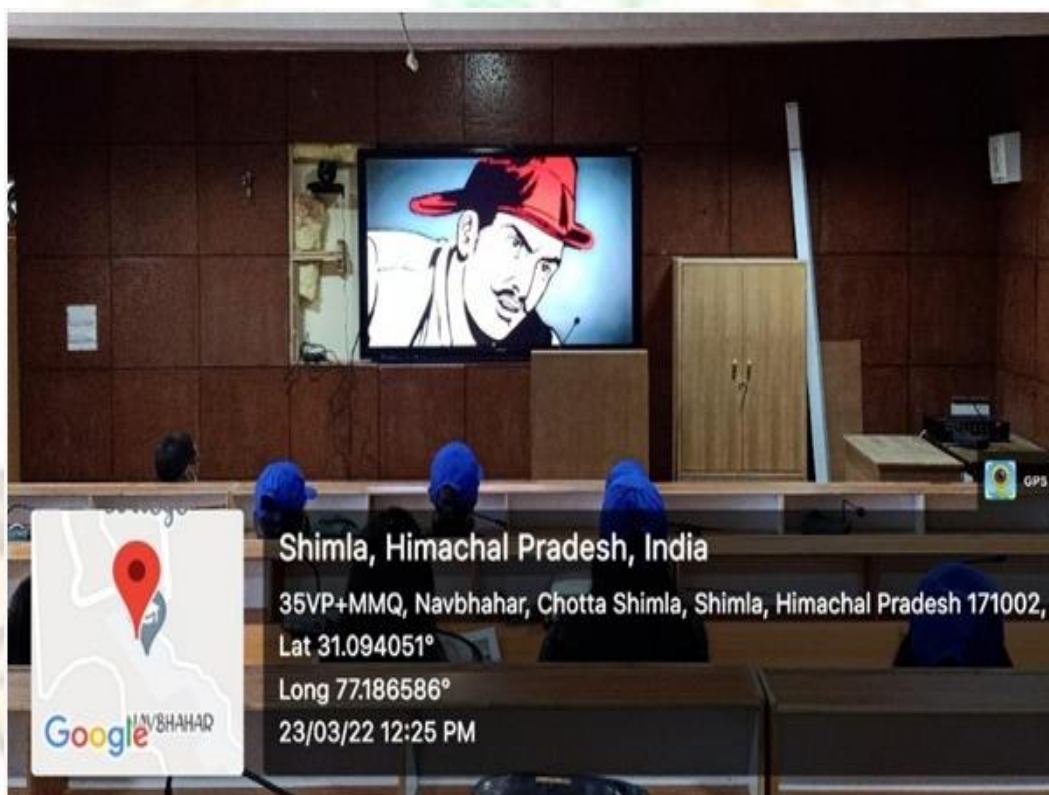 GPS
Shimla, Himachal Pradesh, India
35VP+MMQ, Navbhahar, Chotta Shimla, Shimla, Himachal Pradesh 171002,
Lat 31.094051°
Long 77.186586°
23/03/22 12:25 PM
Google